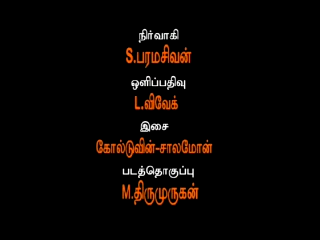 நிர்வாகி
S.பரமசிவன்
ஒளிப்பதிவு
L.விவேக்
இசை
கோல்டுவின்-சாலமோன்
படத்தொகுப்பு
M.திருமுருகன்